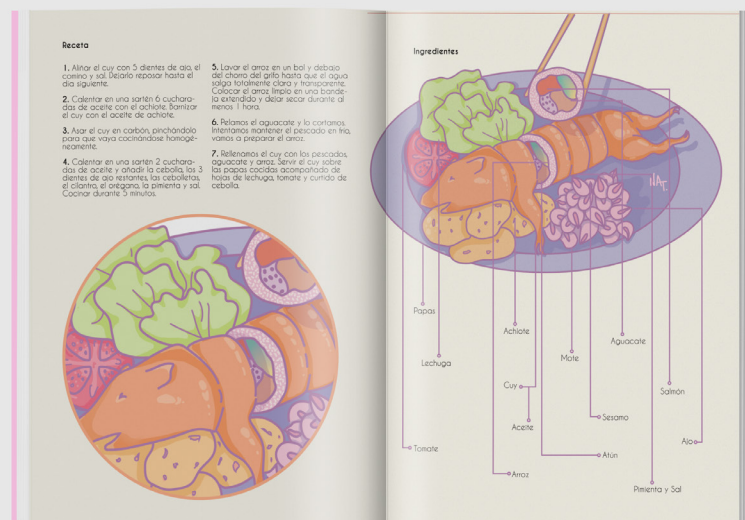 Receta
1. Aliñar el cuy con 5 dientes de ajo, el
comino y sal. Dejarlo reposar hasta el
día siguiente.
2. Calentar en una sartén 6 cuchara-
das de aceite con el achiote. Barnizar
el cuy con el aceite de achiote.
3. Asar el cuy en carbón, pinchándolo
para que vaya cocinándose homogé-
neamente.
4. Calentar en una sartén 2 cuchara-
das de aceite y añadir la cebolla, los 3
dientes de ajo restantes, las cebolletas,
el cilantro, el orégano, la pimienta y sal.
Cocinar durante 5 minutos.
5. Lavar el arroz en un bol y debajo
del chorro del grifo hasta que el agua
salga totalmente clara y transparente.
Colocar el arroz limpio en una bande-
ja extendido y dejar secar durante al
menos 1 hora.
6. Pelamos el aguacate y lo cortamos.
Intentamos mantener el pescado en frío,
vamos a preparar el arroz.
7. Rellenamos el cuy con los pescados,
aguacate y arroz. Servir el cuy sobre
las papas cocidas acompañado de
hojas de lechuga, tomate y curtido de
cebolla.
Ingredientes
Papas
Achiote
Aguacate
Lechuga
Mote
Cuy
Salmón
Aceite
Sesamo
Ajo
Tomate
Atún
Arroz
Pimienta y Sal